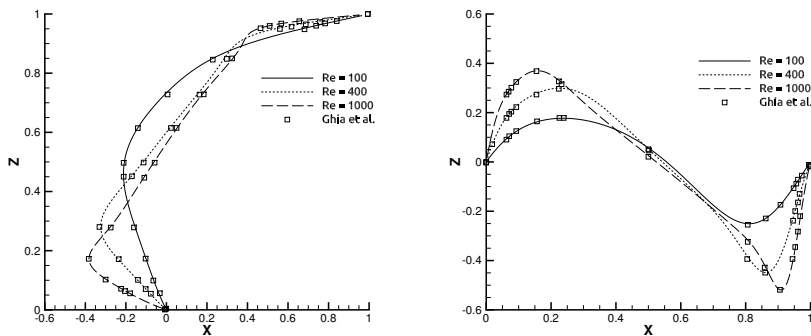 1
0.8
0.6
0.4
0.2
0
Z
-0.6 -0.4 -0.2 0 0.2 0.4 0.6 0.8 1
X
Re = 100
Re = 400
Re = 1000
Ghia et al.
0.6
0.4
0.2
0
-0.2
-0.4
-0.6
Z
0 0.2 0.4 0.6 0.8 1
X
Re = 100
Re = 400
Re = 1000
Ghia et al.